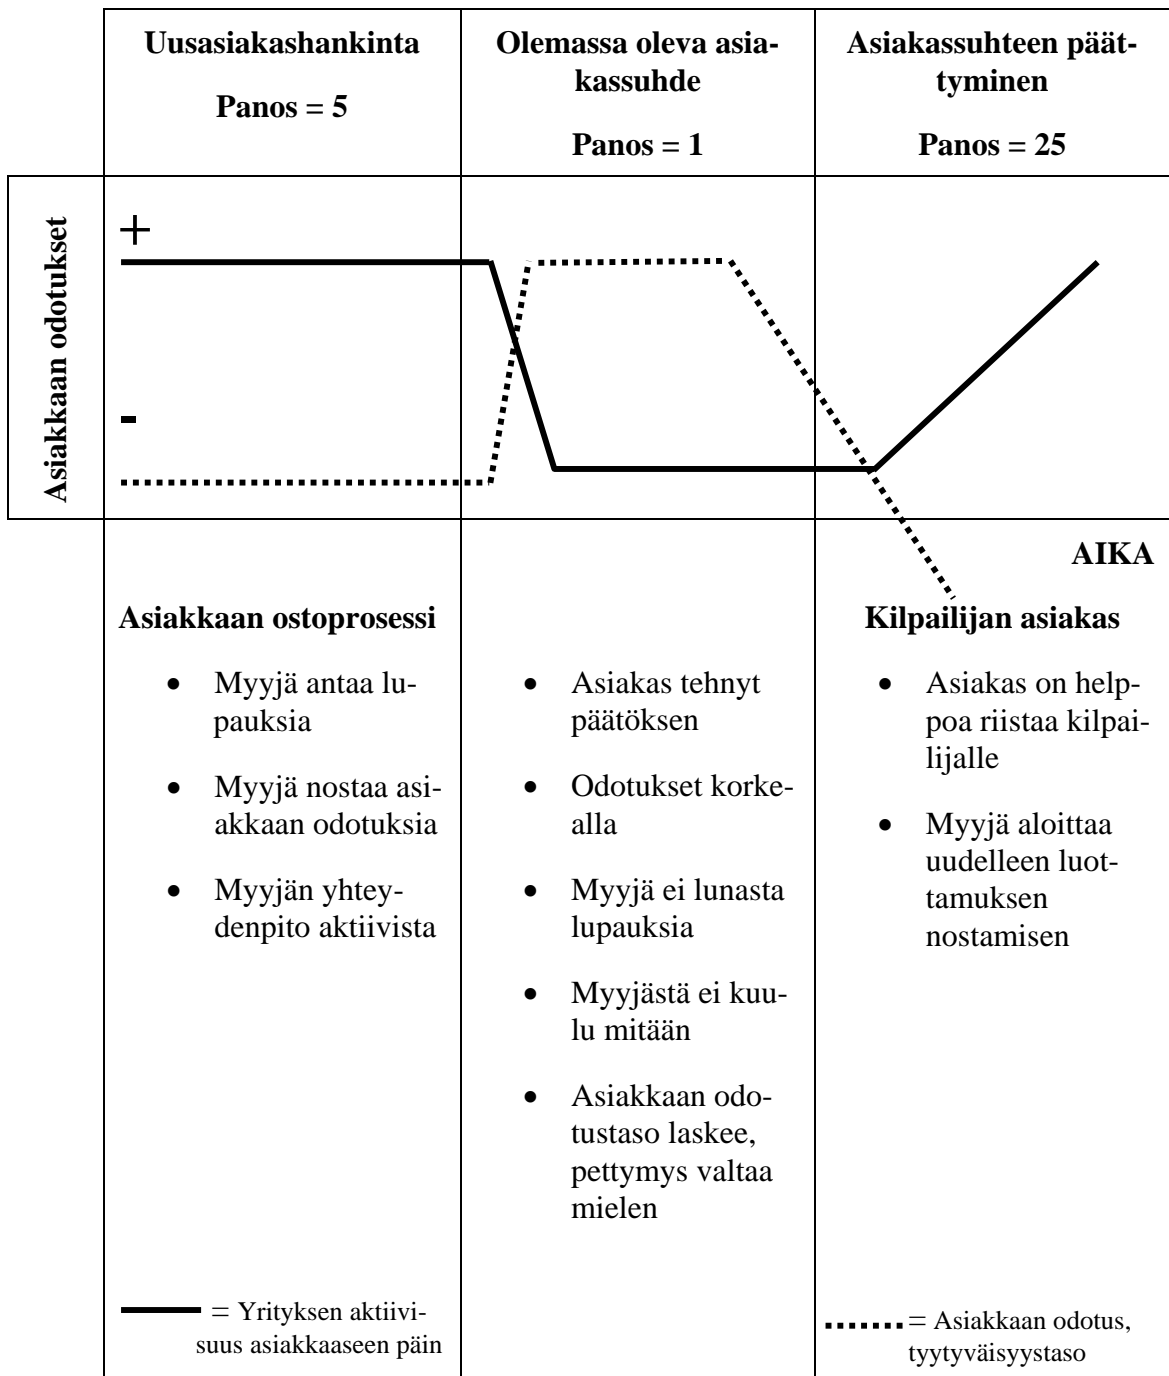 Uusasiakashankinta
Panos = 5
Olemassa oleva asia-
kassuhde
Panos = 1
Asiakassuhteen päät-
tyminen
Panos = 25
Asiakkaan odotukset
+
-
AIKA
Asiakkaan ostoprosessi
• Myyjä antaa lu-
pauksia
• Myyjä nostaa asi-
akkaan odotuksia
• Myyjän yhtey-
denpito aktiivista
• Asiakas tehnyt
päätöksen
• Odotukset korke-
alla
• Myyjä ei lunasta
lupauksia
• Myyjästä ei kuu-
lu mitään
• Asiakkaan odo-
tustaso laskee,
pettymys valtaa
mielen
Kilpailijan asiakas
• Asiakas on help-
poa riistaa kilpai-
lijalle
• Myyjä aloittaa
uudelleen luot-
tamuksen
nostamisen
= Yrityksen aktiivi-
suus asiakkaaseen päin
= Asiakkaan odotus,
tyytyväisyystaso